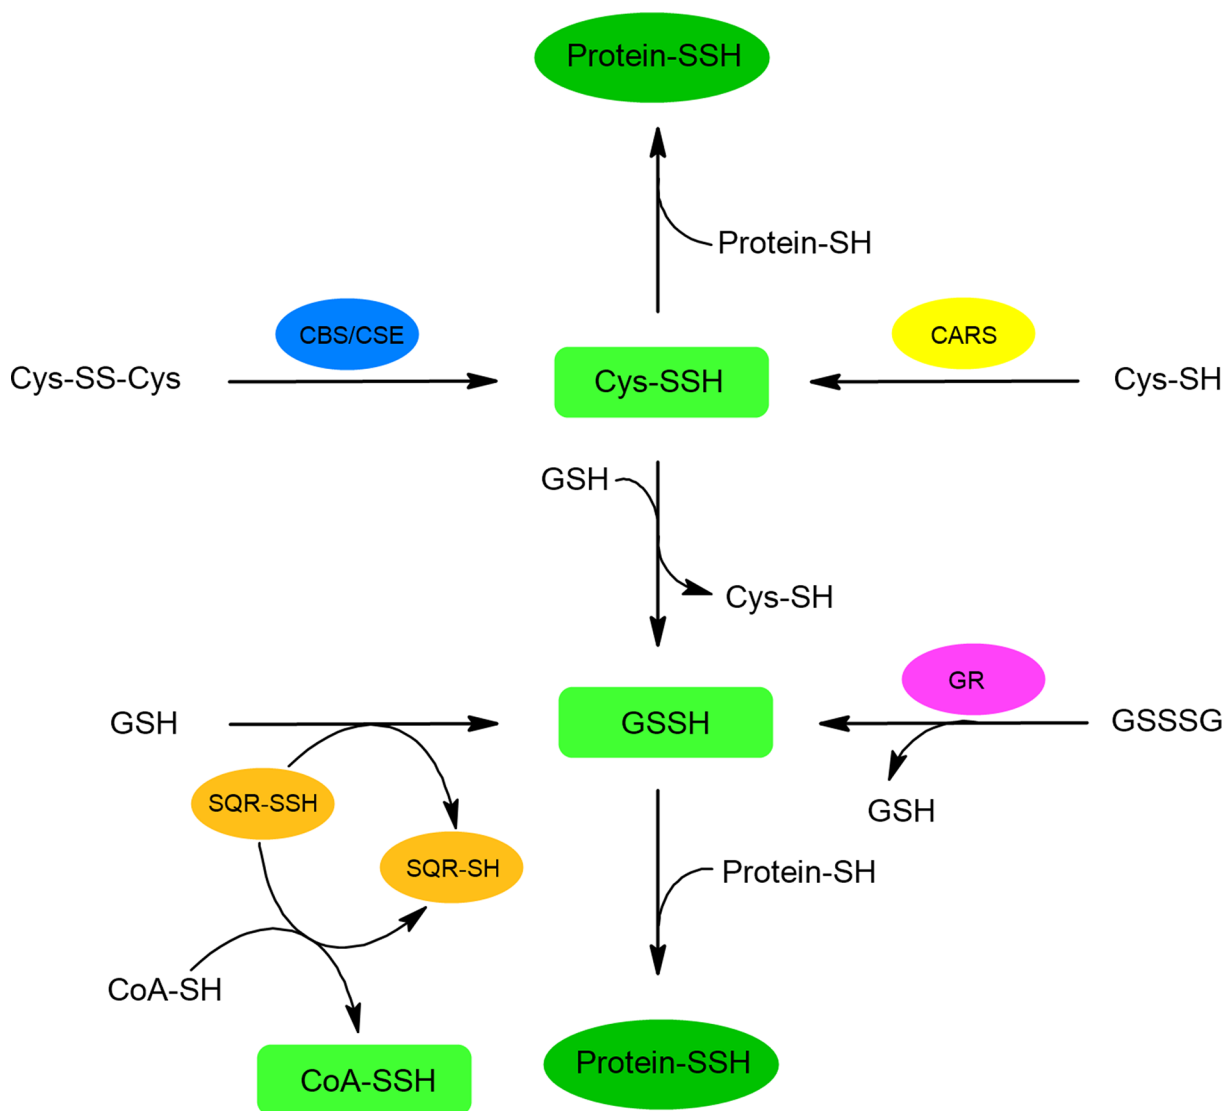 Protein-SSH
Protein-SH
CBS/CSE
CARS
Cys-SS-Cys
Cys-SSH
Cys-SH
GSH
Cys-SH
GR
GSH
GSSH
GSSSG
SQR-SSH
GSH
SQR-SH
Protein-SH
CoA-SH
Protein-SSH
CoA-SSH